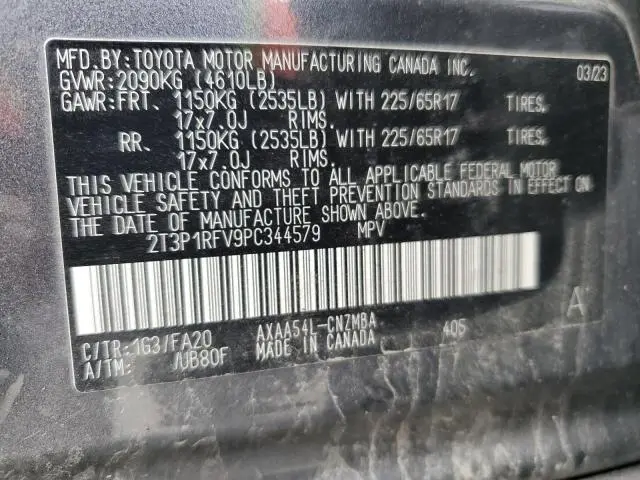 MFD.BY:TOYOTA MOTOR MANUFACTURING CANADA INC.
GVWR:2090KG (4610LB) 03/23
GAWR:FRT. 1150KG (2535LB) WITH 225/65R17 TIRES,
17x7.0J RIMS.
RR. 1150KG (2535LB) WITH 225/65R17 TIRES,
17x7.0J RIMS.
THIS VEHICLE CONFORMS TO ALL APPLICABLE FEDERAL MOTOR
VEHICLE SAFETY AND THEFT PREVENTION STANDARDS IN EFFECT ON
THE DATE OF MANUFACTURE SHOWN ABOVE.
2T3P1RFV9PC344579 MPV
A
C/TR:1G3/FA20 AXAA54L-CNZMBA 405
A/TM: /UB80F MADE IN CANADA